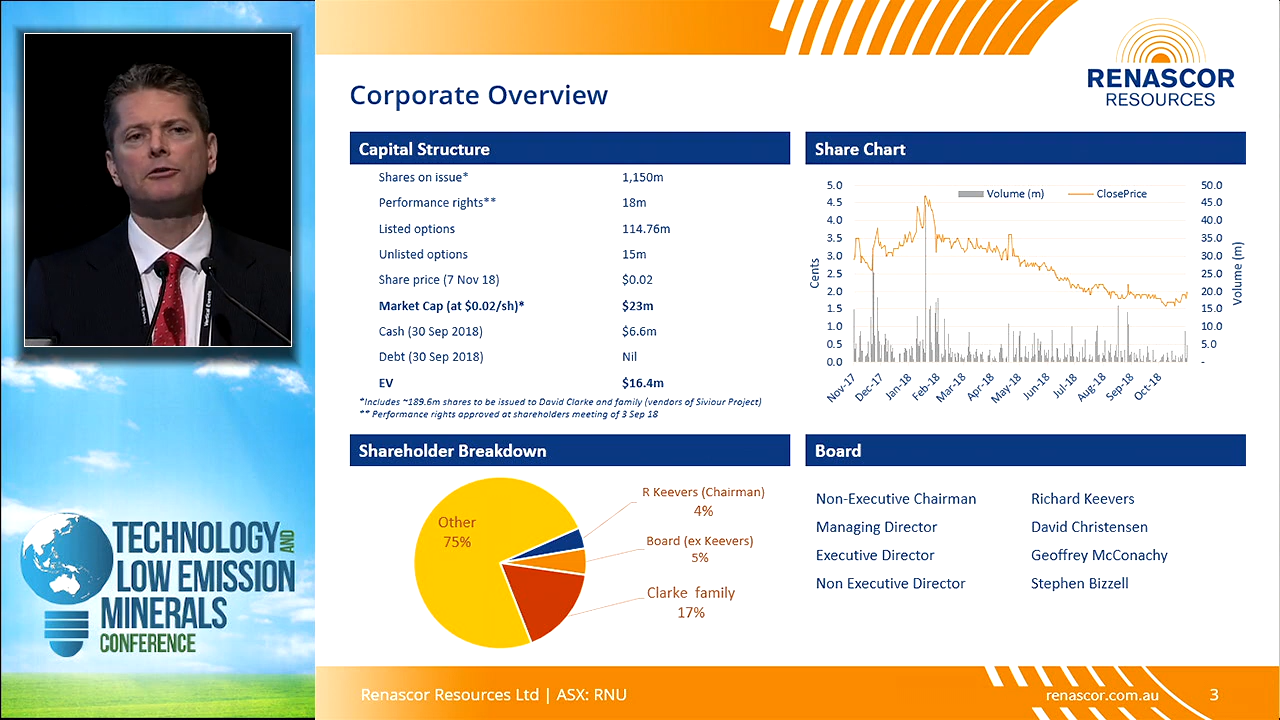 RENASCOR
RESOURCES
Corporate Overview
Capital Structure
Shares on issue* 1,150m
Performance rights** 18m
Listed options 114.76m
Unlisted options 15m
Share price (7 Nov 18) $0.02
Market Cap (at $0.02/sh)* $23m
Cash (30 Sep 2018) $6.6m
Debt (30 Sep 2018) Nil
EV $16.4m
*Includes ~189.6m shares to be issued to David Clarke and family (vendors of Siviour Project)
** Performance rights approved at shareholders meeting of 3 Sep 18
Share Chart
Volume (m) ClosePrice
Cents
5.0
4.5
4.0
3.5
3.0
2.5
2.0
1.5
1.0
0.5
0.0
50.0
45.0
40.0
35.0
30.0
25.0
20.0
15.0
10.0
5.0
-
Volume (m)
Nov-17
Dec-17
Jan-18
Feb-18
Mar-18
Apr-18
May-18
Jun-18
Jul-18
Aug-18
Sep-18
Oct-18
Shareholder Breakdown
Other
75%
R Keevers (Chairman)
4%
Board (ex Keevers)
5%
Clarke family
17%
Board
Non-Executive Chairman Richard Keevers
Managing Director David Christensen
Executive Director Geoffrey McConachy
Non Executive Director Stephen Bizzell
TECHNOLOGY AND
LOW EMISSION
MINERALS
CONFERENCE
Renascor Resources Ltd | ASX: RNU
renascor.com.au 3